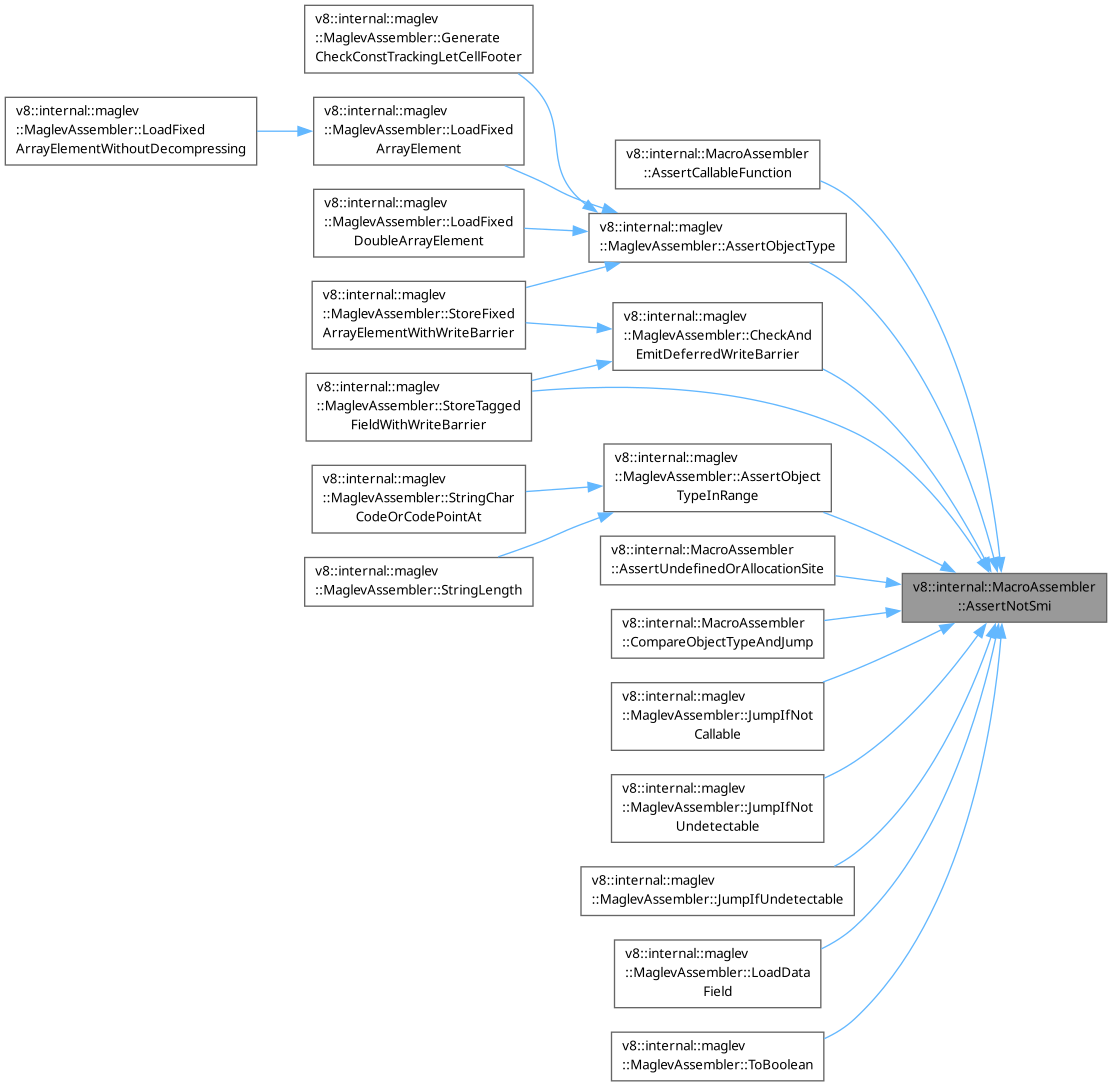 v8::internal::maglev
::MaglevAssembler::Generate
CheckConstTrackingLetCellFooter
v8::internal::maglev
::MaglevAssembler::LoadFixed
ArrayElementWithoutDecompressing
v8::internal::maglev
::MaglevAssembler::LoadFixed
ArrayElement
v8::internal::MacroAssembler
::AssertCallableFunction
v8::internal::maglev
::MaglevAssembler::LoadFixed
DoubleArrayElement
v8::internal::maglev
::MaglevAssembler::AssertObjectType
v8::internal::maglev
::MaglevAssembler::StoreFixed
ArrayElementWithWriteBarrier
v8::internal::maglev
::MaglevAssembler::CheckAnd
EmitDeferredWriteBarrier
v8::internal::maglev
::MaglevAssembler::StoreTagged
FieldWithWriteBarrier
v8::internal::maglev
::MaglevAssembler::AssertObject
TypeInRange
v8::internal::maglev
::MaglevAssembler::StringChar
CodeOrCodePointAt
v8::internal::MacroAssembler
::AssertUndefinedOrAllocationSite
v8::internal::maglev
::MaglevAssembler::StringLength
v8::internal::MacroAssembler
::AssertNotSmi
v8::internal::MacroAssembler
::CompareObjectTypeAndJump
v8::internal::maglev
::MaglevAssembler::JumpIfNot
Callable
v8::internal::maglev
::MaglevAssembler::JumpIfNot
Undetectable
v8::internal::maglev
::MaglevAssembler::JumpIfUndetectable
v8::internal::maglev
::MaglevAssembler::LoadData
Field
v8::internal::maglev
::MaglevAssembler::ToBoolean